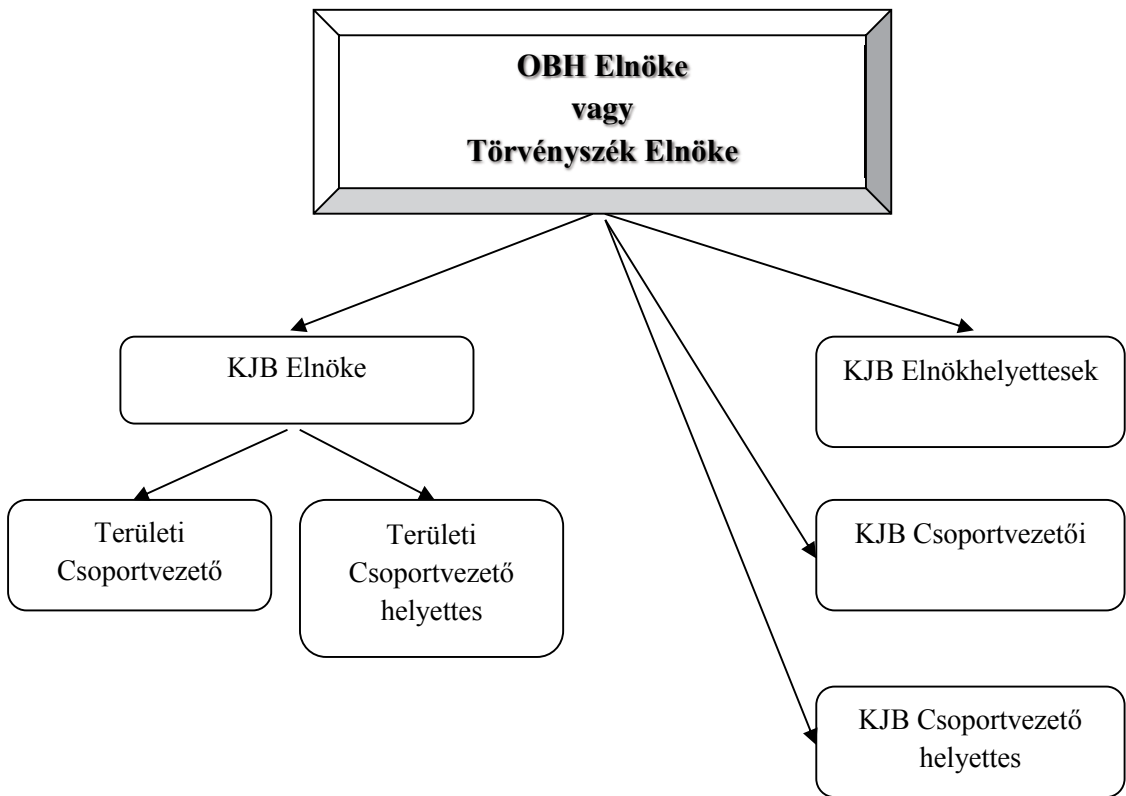 OBH Elnöke
vagy
Törvényszék Elnöke
KJB Elnöke
KJB Elnökhelyettesek
Területi
Csoportvezető
Területi
Csoportvezető
helyettes
KJB Csoportvezetői
KJB Csoportvezető
helyettes